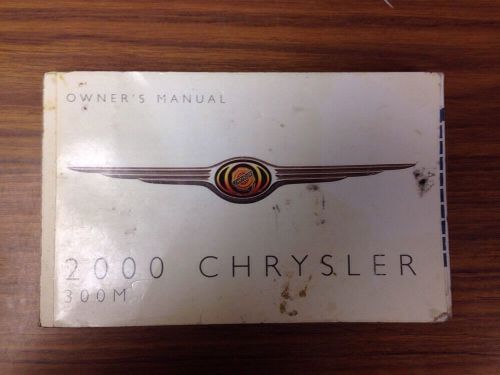 OWNER'S MANUAL
2000 CHRYSLER
300M